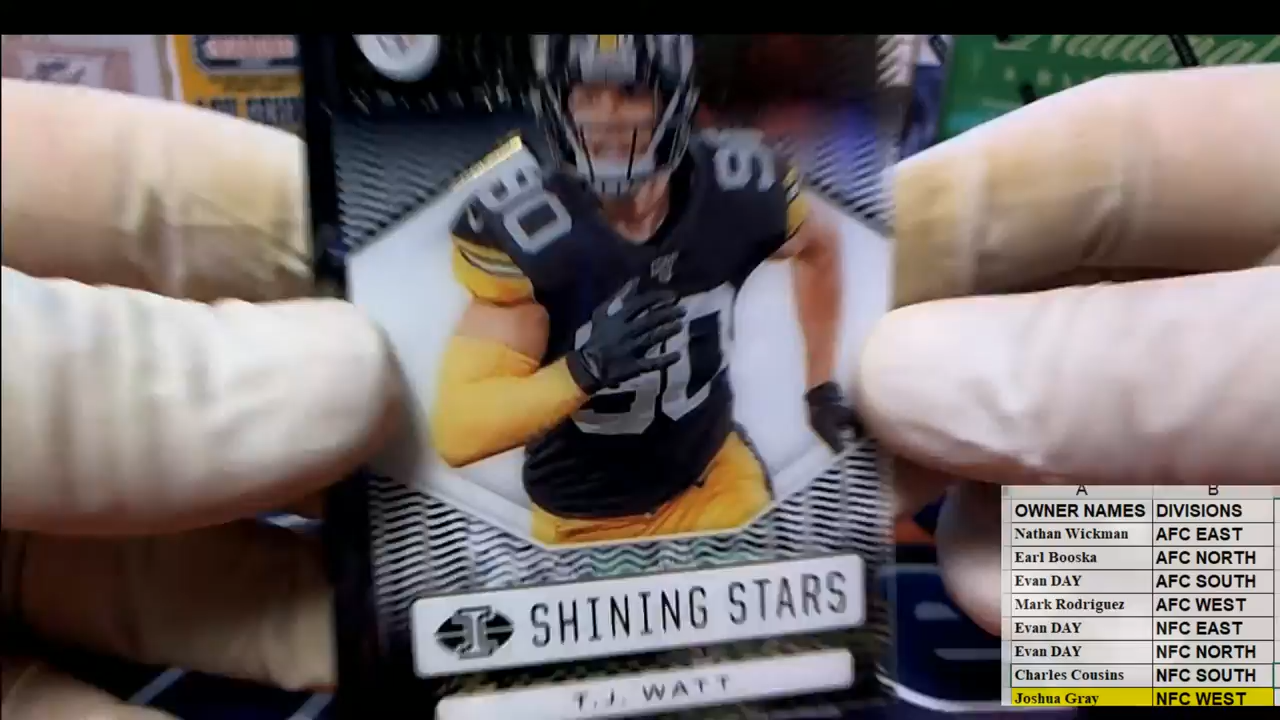 National
90
90
90
SHINING STARS
T.J. WATT
A B
OWNER NAMES DIVISIONS
Nathan Wickman AFC EAST
Earl Booska AFC NORTH
Evan DAY AFC SOUTH
Mark Rodriguez AFC WEST
Evan DAY NFC EAST
Evan DAY NFC NORTH
Charles Cousins NFC SOUTH
Joshua Gray NFC WEST